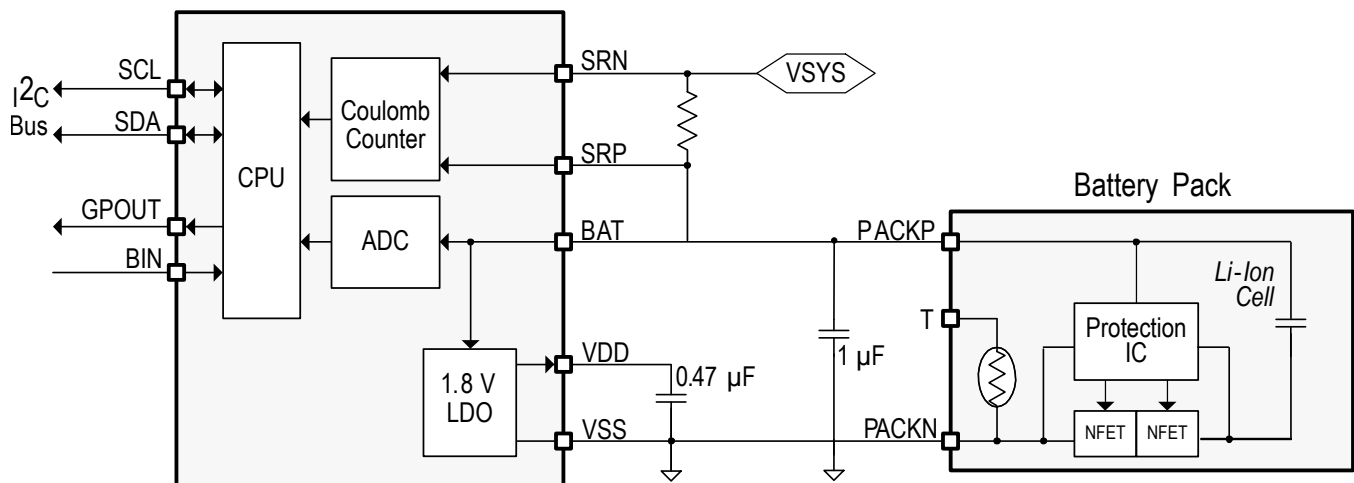 SCL
I2C
Bus
SDA
GPOUT
BIN
CPU
Coulomb
Counter
ADC
1.8 V
LDO
SRN
SRP
BAT
VDD
VSS
VSYS
0.47 µF
1 µF
Battery Pack
PACKP
T
PACKN
Protection
IC
NFET
NFET
Li-Ion
Cell